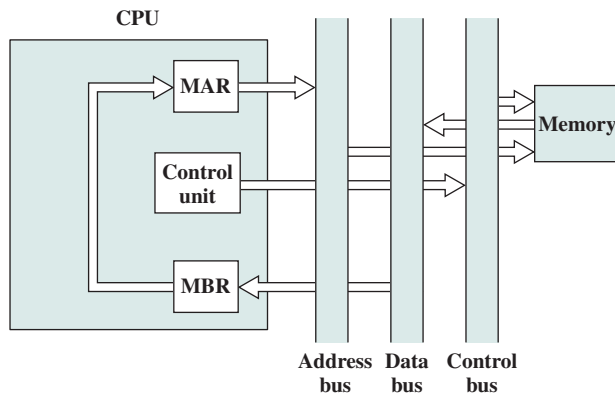 CPU
MAR
Memory
Control
unit
MBR
Address
bus
Data
bus
Control
bus